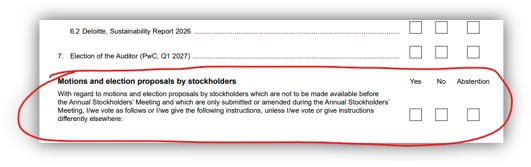 6.2 Deloitte, Sustainability Report 2026
7. Election of the Auditor (PwC, Q1 2027)
Motions and election proposals by stockholders Yes No Abstention
With regard to motions and election proposals by stockholders which are not to be made available before
the Annual Stockholders' Meeting and which are only submitted or amended during the Annual Stockholders'
Meeting, I/we vote as follows or I/we give the following instructions, unless I/we vote or give instructions
differently elsewhere: